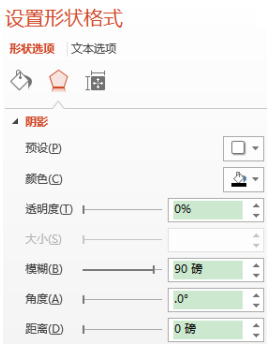 设置形状格式
形状选项 文本选项
阴影
预设(P)
颜色(C)
透明度(T) 0%
大小(S)
模糊(B) 90 磅
角度(A) .0°
距离(D) 0 磅